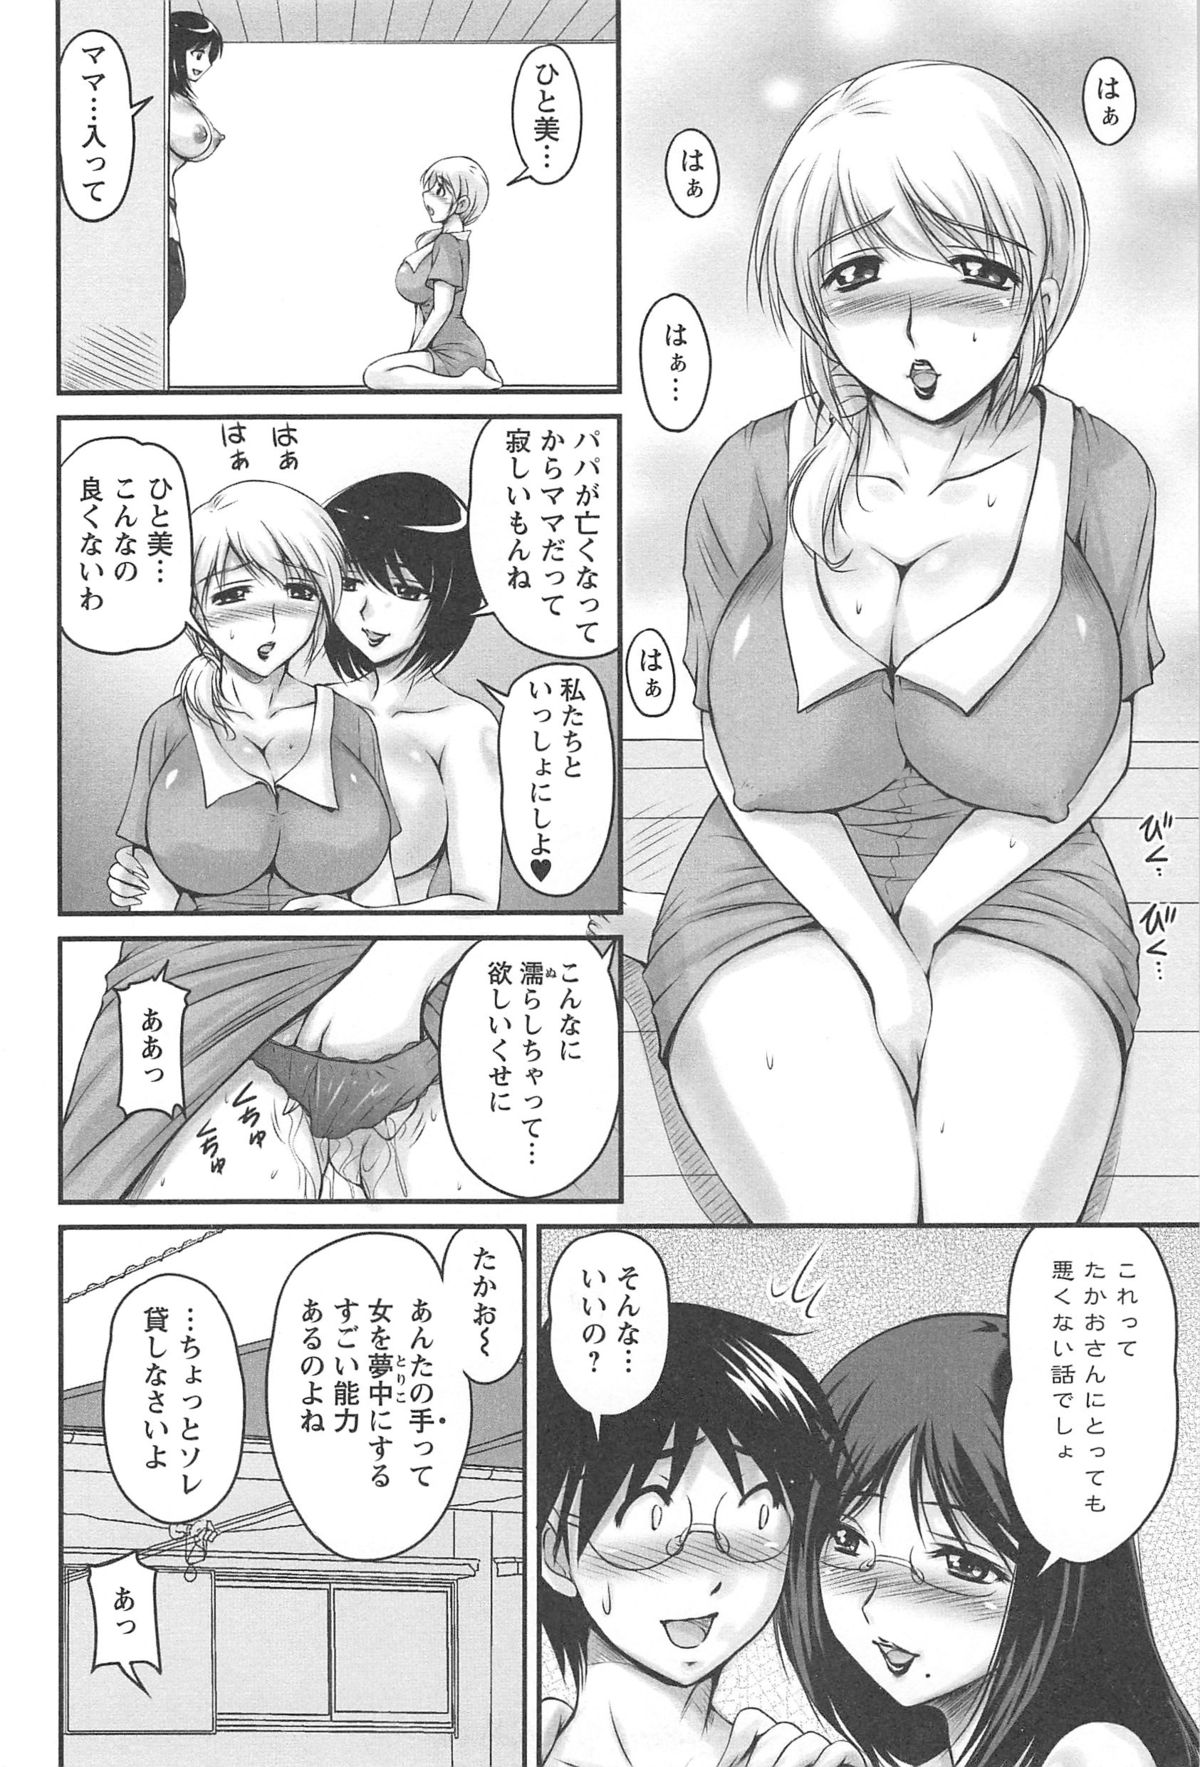 はぁ
はぁ
はぁ…
はぁ
びく…
びく…
ひと美…
ママ…入って
パパが亡くなって
からママだって
寂しいもんね
私たちと
いっしょにしよ♥
はぁ
はぁ
ひと美…
こんなの
良くないわ
こんなに
濡らしちゃって…
欲しいくせに
ぬ
ああっ
くちゅ
くちゅ
これって
たかおさんにとっても
悪くない話でしょ
そんな…
いいの？
たかお〜
あんたの手って
女を夢中にする
すごい能力
あるのよね
とりこ
…ちょっとソレ
貸しなさいよ
あっ